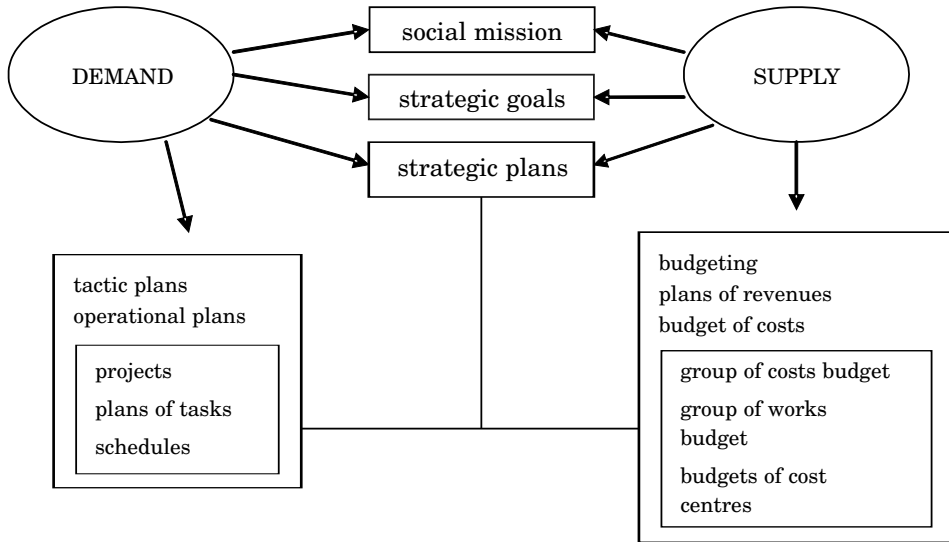 social mission
DEMAND
SUPPLY
strategic goals
strategic plans
tactic plans
operational plans
projects
plans of tasks
schedules
budgeting
plans of revenues
budget of costs
group of costs budget
group of works
budget
budgets of cost
centres